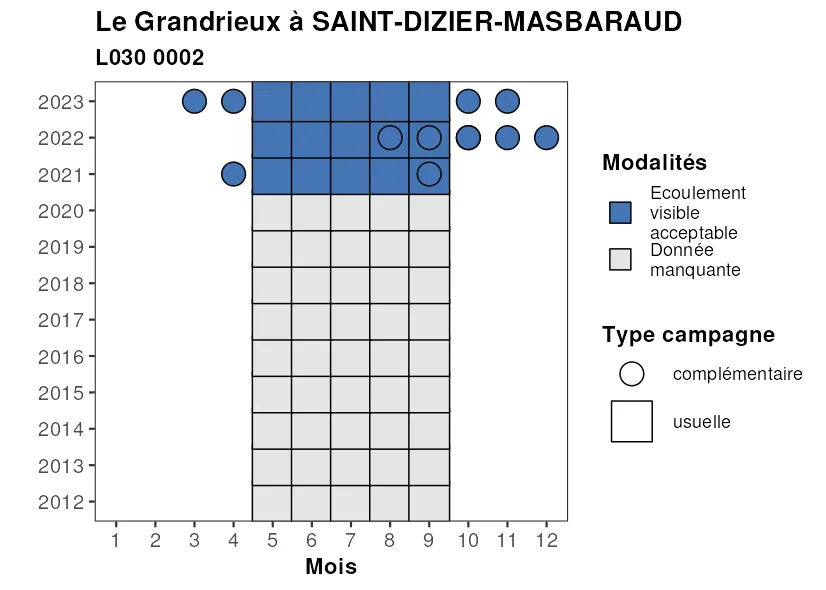 Le Grandrieux à SAINT-DIZIER-MASBARAUD
L030 0002
2023
2022
2021
2020
2019
2018
2017
2016
2015
2014
2013
2012
1 2 3 4 5 6 7 8 9 10 11 12
Mois
Modalités
Ecoulement
visible
acceptable
Donnée
manquante
Type campagne
complémentaire
usuelle